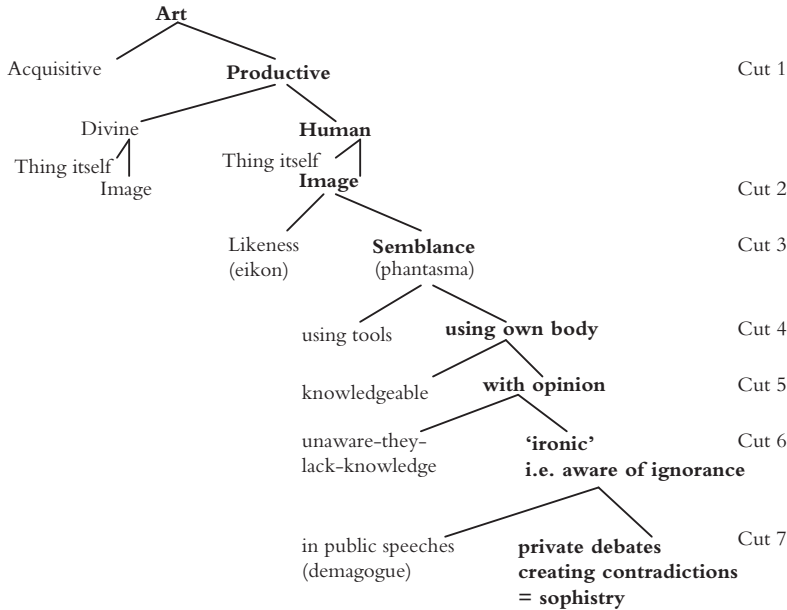 Art
Acquisitive
Productive
Cut 1
Divine
Human
Thing itself
Thing itself
Image
Image
Cut 2
Likeness
(eikon)
Semblance
(phantasma)
Cut 3
using tools
using own body
Cut 4
knowledgeable
with opinion
Cut 5
unaware-they-
lack-knowledge
‘ironic’
i.e. aware of ignorance
Cut 6
in public speeches
(demagogue)
private debates
creating contradictions
= sophistry
Cut 7